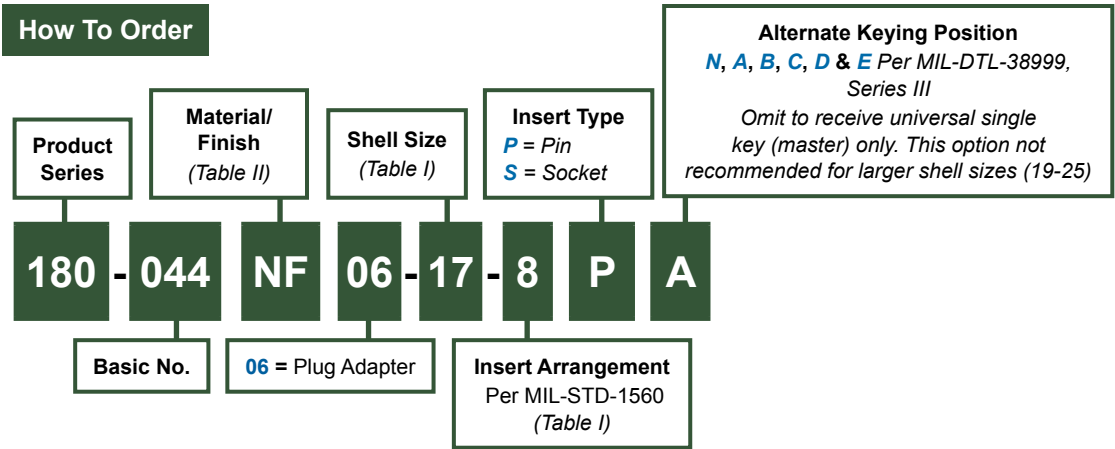 How To Order
Alternate Keying Position
N, A, B, C, D & E Per MIL-DTL-38999,
Series III
Omit to receive universal single
key (master) only. This option not
recommended for larger shell sizes (19-25)
Product
Series
Material/
Finish
(Table II)
Shell Size
(Table I)
Insert Type
P = Pin
S = Socket
180 - 044 NF 06 - 17 - 8 P A
Basic No.
06 = Plug Adapter
Insert Arrangement
Per MIL-STD-1560
(Table I)